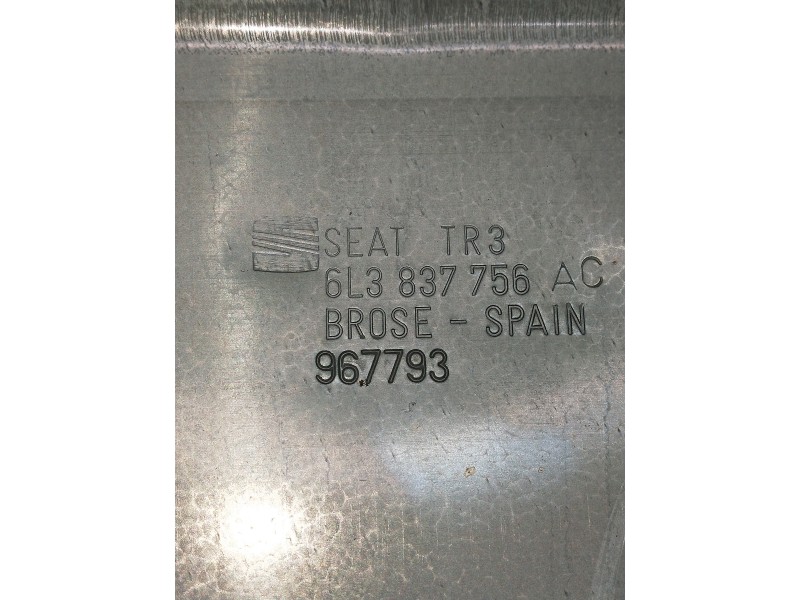 SEAT TR3
6L3 837 756 AC
BROSE - SPAIN
967793